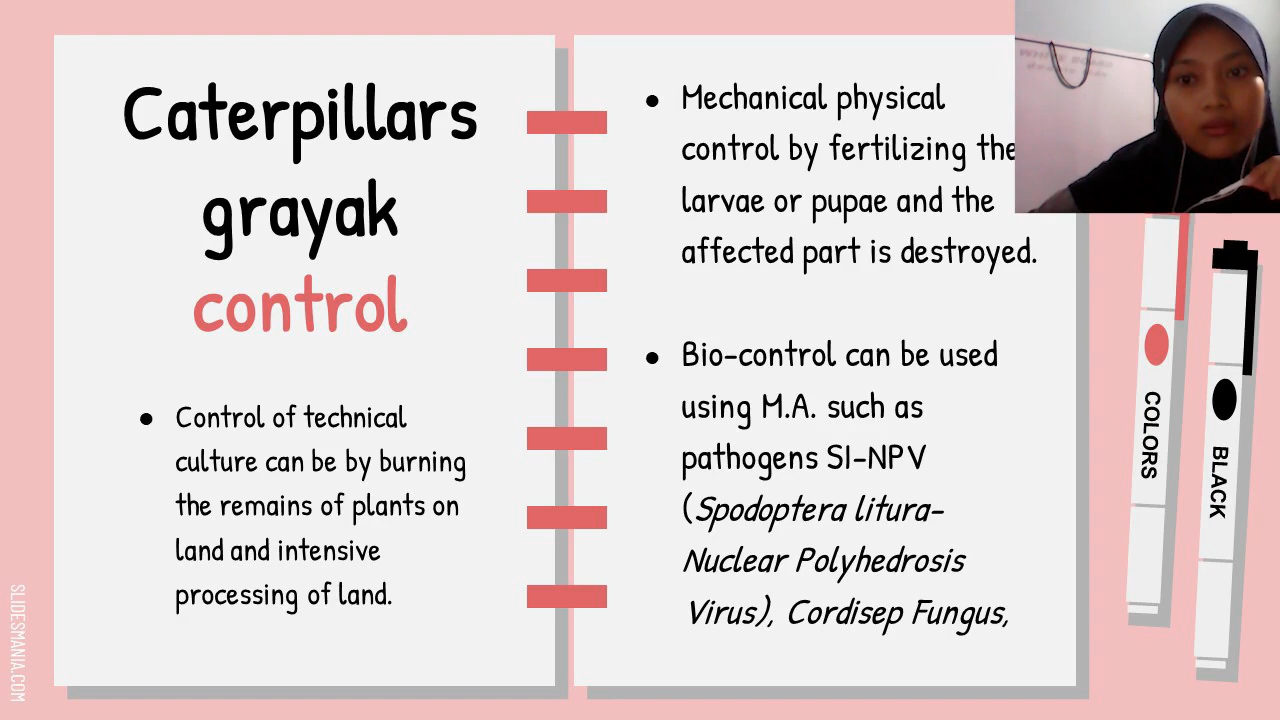 Caterpillars
grayak
control
• Control of technical
culture can be by burning
the remains of plants on
land and intensive
processing of land.
• Mechanical physical
control by fertilizing the
larvae or pupae and the
affected part is destroyed.
• Bio-control can be used
using M.A. such as
pathogens SI-NPV
(Spodoptera litura-
Nuclear Polyhedrosis
Virus), Cordisep Fungus,
COLORS
BLACK
SLIDESMANIA.COM